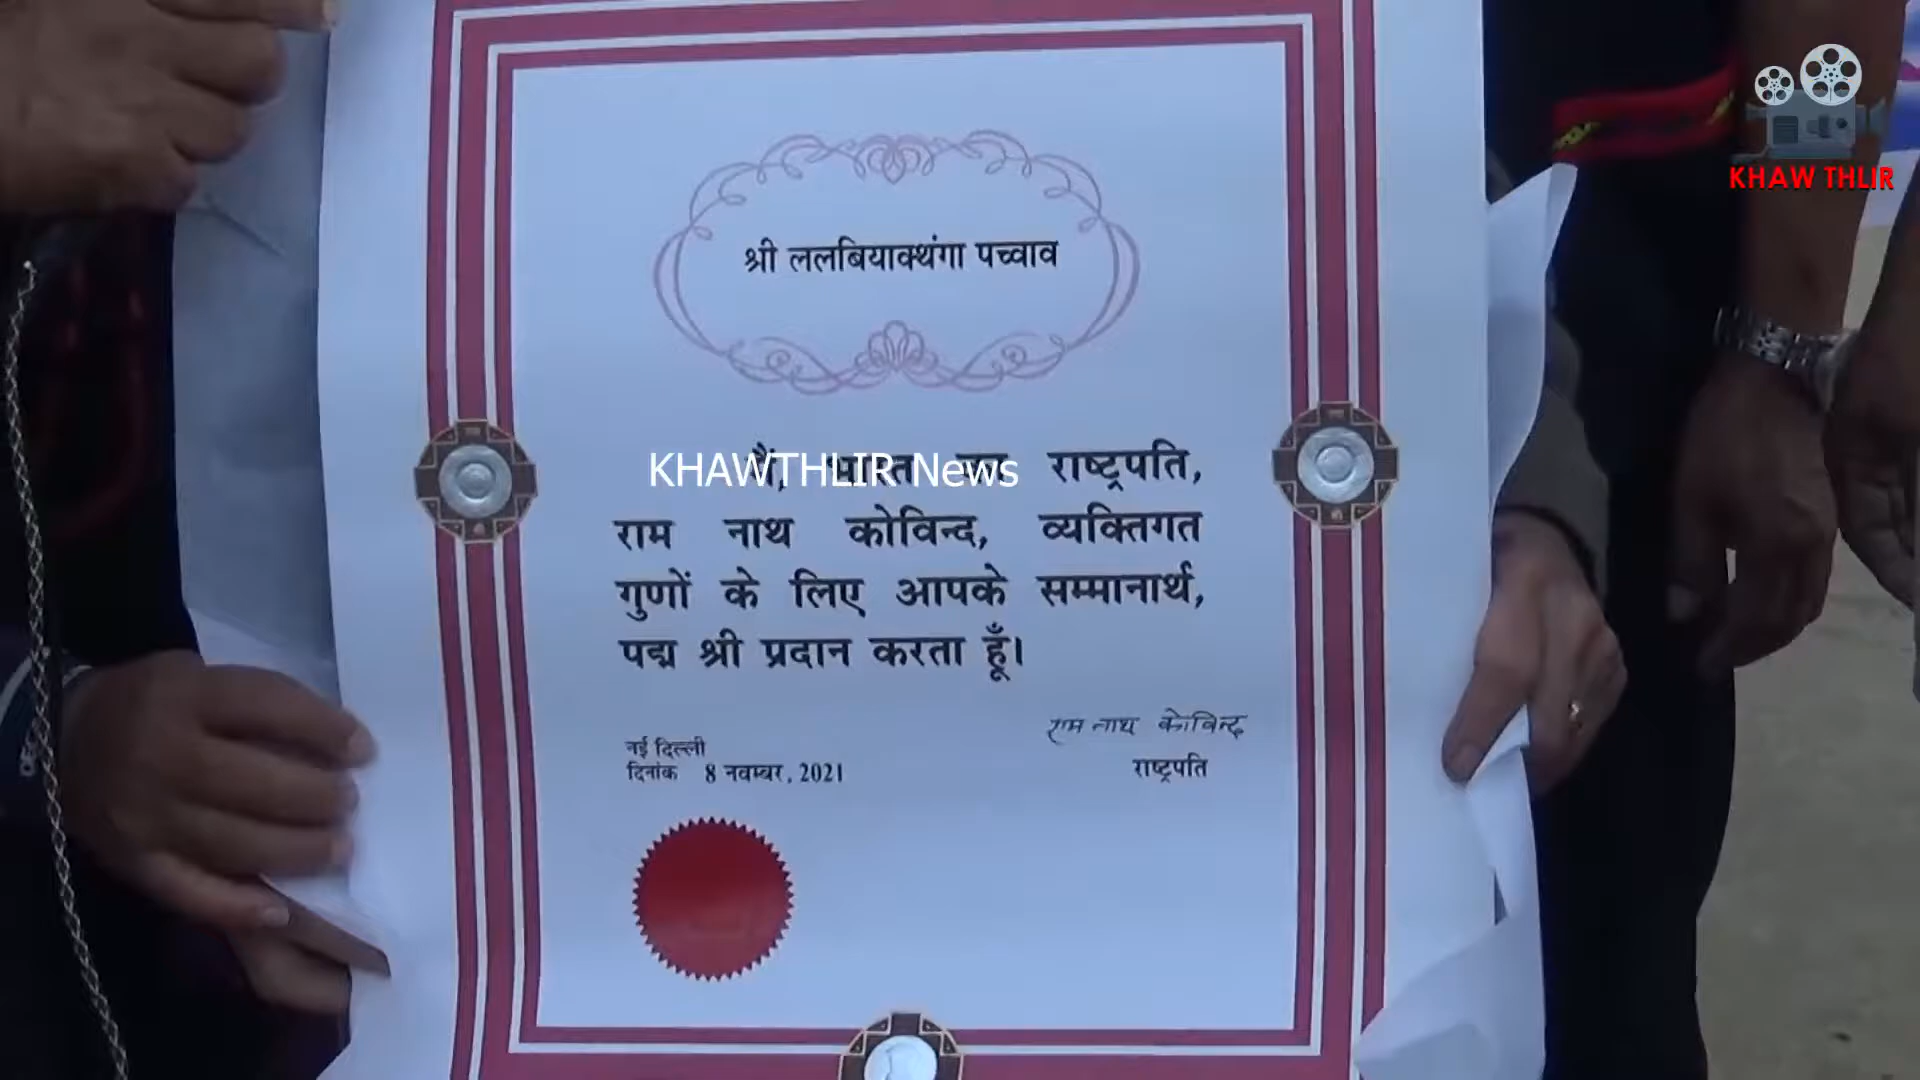 KHAW THLIR
श्री ललबियाक्थंगा पच्चाव
मैं, भारत का राष्ट्रपति,
KHAWTHLIR News
राम नाथ कोविन्द, व्यक्तिगत
गुणों के लिए आपके सम्मानार्थ,
पद्म श्री प्रदान करता हूँ।
राम नाथ कोविन्द
राष्ट्रपति
नई दिल्ली
दिनांक 8 नवम्बर, 2021